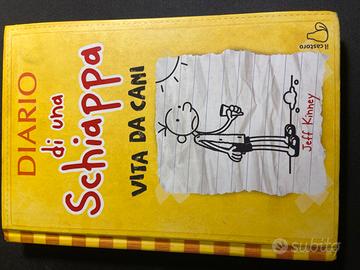 DIARIO
di una
Schiappa
VITA DA CANI
Jeff Kinney
il castoro
subito